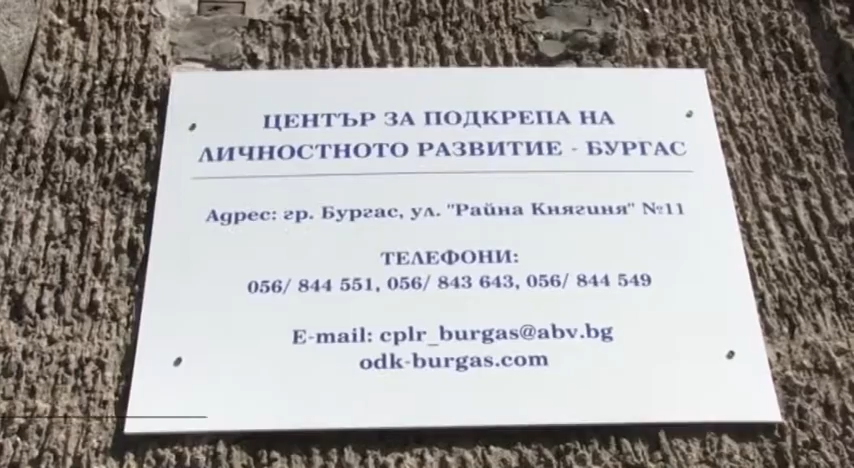 ЦЕНТЪР ЗА ПОДКРЕПА НА
ЛИЧНОСТНОТО РАЗВИТИЕ - БУРГАС
Адрес: гр. Бургас, ул. "Райна Княгиня" №11
ТЕЛЕФОНИ:
056/ 844 551, 056/ 843 643, 056/ 844 549
E-mail: cplr_burgas@abv.bg
odk-burgas.com